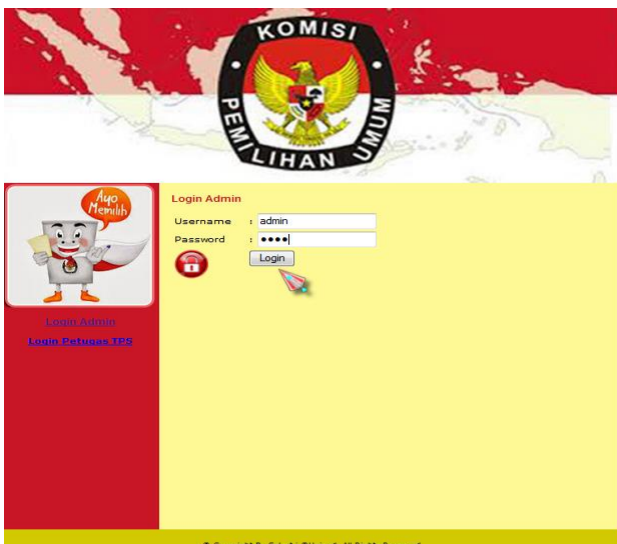 KOMISI
PEMILIHAN UMUM
Ayo
Memilih
Login Admin
Username : admin
Password : ●●●●
Login
Login Admin
Login Petugas TPS